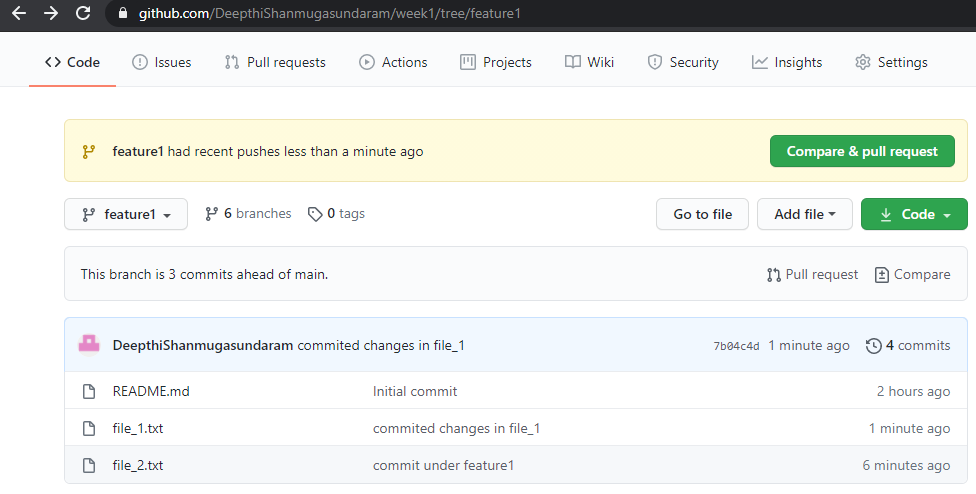 github.com/DeepthiShanmugasundaram/week1/tree/feature1
Code Issues Pull requests Actions Projects Wiki Security Insights Settings
feature1 had recent pushes less than a minute ago Compare & pull request
feature1 6 branches 0 tags Go to file Add file Code
This branch is 3 commits ahead of main. Pull request Compare
DeepthiShanmugasundaram commited changes in file_1 7b04c4d 1 minute ago 4 commits
README.md Initial commit 2 hours ago
file_1.txt commited changes in file_1 1 minute ago
file_2.txt commit under feature1 6 minutes ago